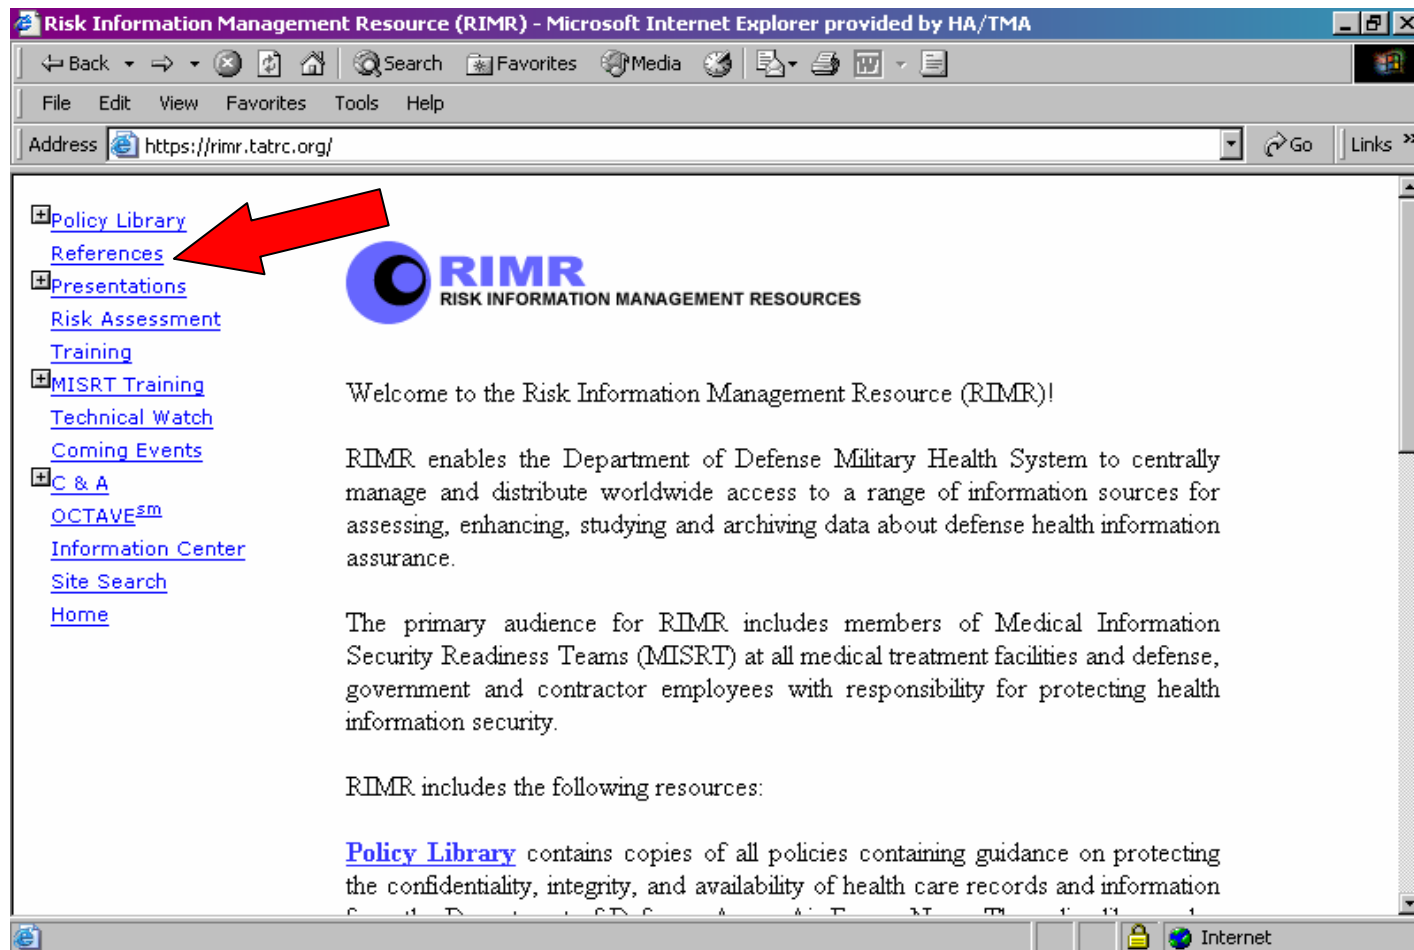 Risk Information Management Resource (RIMR) - Microsoft Internet Explorer provided by HA/TMA
Back Search Favorites Media
File Edit View Favorites Tools Help
Address https://rimr.tatrc.org/ Go Links »
Policy Library
References
Presentations
Risk Assessment
Training
MISRT Training
Technical Watch
Coming Events
C & A
OCTAVEsm
Information Center
Site Search
Home
RIMR
RISK INFORMATION MANAGEMENT RESOURCES
Welcome to the Risk Information Management Resource (RIMR)!
RIMR enables the Department of Defense Military Health System to centrally
manage and distribute worldwide access to a range of information sources for
assessing, enhancing, studying and archiving data about defense health information
assurance.
The primary audience for RIMR includes members of Medical Information
Security Readiness Teams (MISRT) at all medical treatment facilities and defense,
government and contractor employees with responsibility for protecting health
information security.
RIMR includes the following resources:
Policy Library contains copies of all policies containing guidance on protecting
the confidentiality, integrity, and availability of health care records and information
Internet